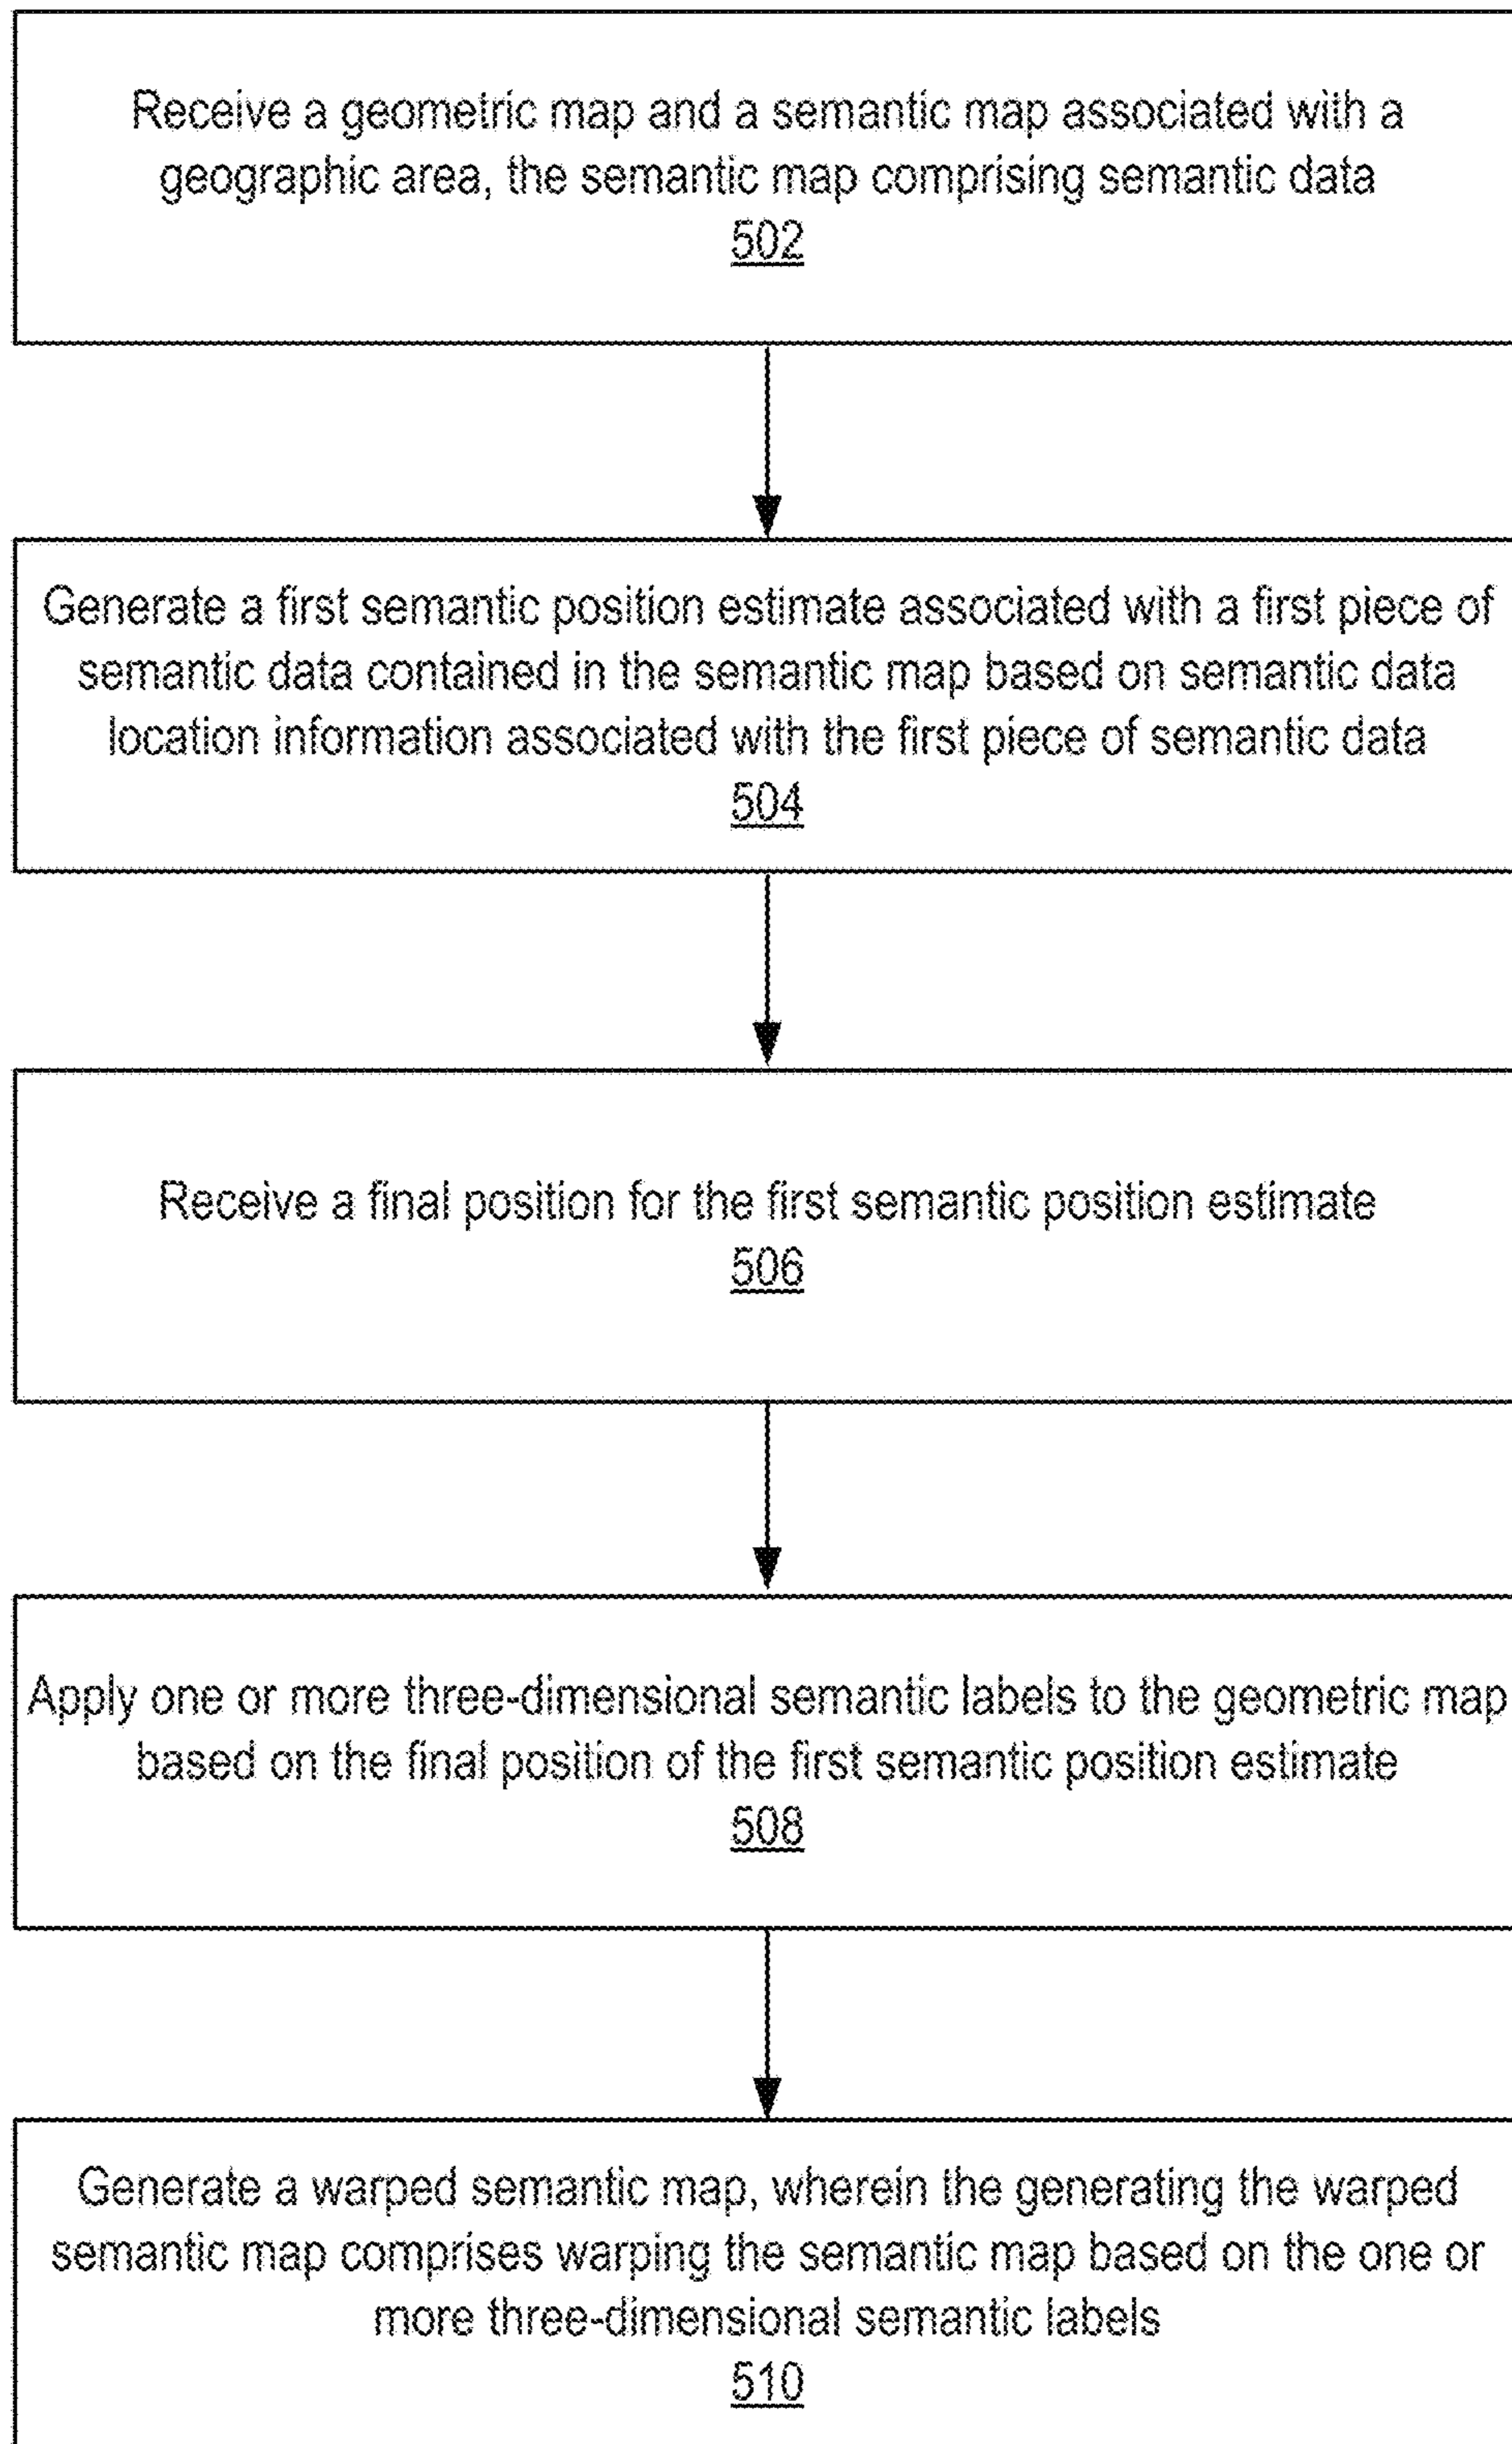 Receive a geometric map and a semantic map associated with a
geographic area, the semantic map comprising semantic data
502
Generate a first semantic position estimate associated with a first piece of
semantic data contained in the semantic map based on semantic data
location information associated with the first piece of semantic data
504
Receive a final position for the first semantic position estimate
506
Apply one or more three-dimensional semantic labels to the geometric map
based on the final position of the first semantic position estimate
508
Generate a warped semantic map, wherein the generating the warped
semantic map comprises warping the semantic map based on the one or
more three-dimensional semantic labels
510